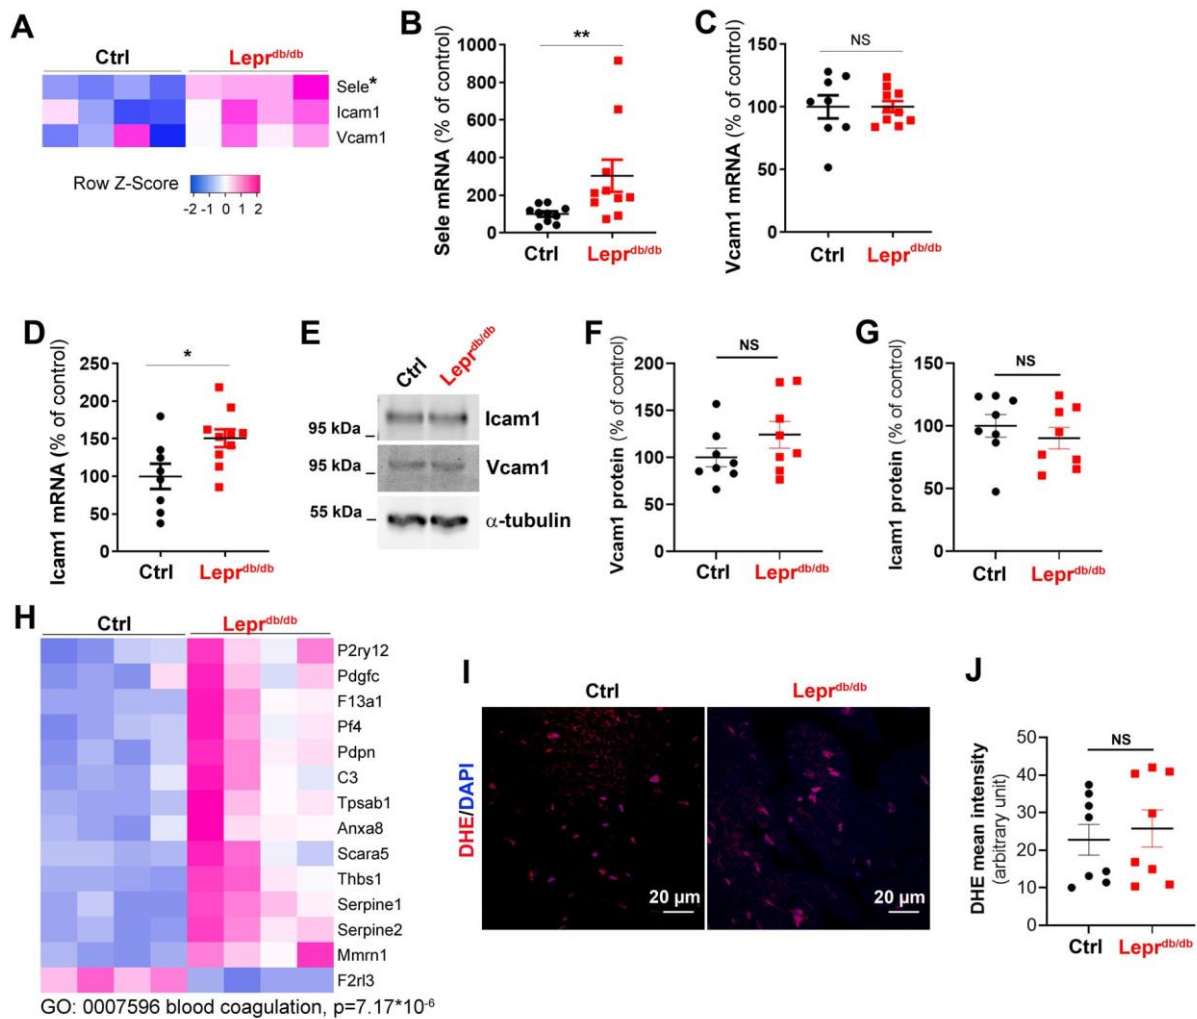 A
Ctrl
Lepr^db/db
Sele*
Icam1
Vcam1
Row Z-Score
-2 -1 0 1 2
B
Sele mRNA (% of control)
1000
800
600
400
200
0
**
Ctrl
Lepr^db/db
C
Vcam1 mRNA (% of control)
150
100
50
0
NS
Ctrl
Lepr^db/db
D
Icam1 mRNA (% of control)
250
200
150
100
50
0
*
Ctrl
Lepr^db/db
E
Ctrl
Lepr^db/db
95 kDa
Icam1
95 kDa
Vcam1
55 kDa
α-tubulin
F
Vcam1 protein (% of control)
200
150
100
50
0
NS
Ctrl
Lepr^db/db
G
Icam1 protein (% of control)
150
100
50
0
NS
Ctrl
Lepr^db/db
H
Ctrl
Lepr^db/db
P2ry12
Pdgfc
F13a1
Pf4
Pdpn
C3
Tpsab1
Anxa8
Scara5
Thbs1
Serpine1
Serpine2
Mmrn1
F2rl3
GO: 0007596 blood coagulation, p=7.17*10^-6
I
Ctrl
Lepr^db/db
DHE/DAPI
20 µm
20 µm
J
DHE mean intensity
(arbitrary unit)
50
40
30
20
10
0
NS
Ctrl
Lepr^db/db